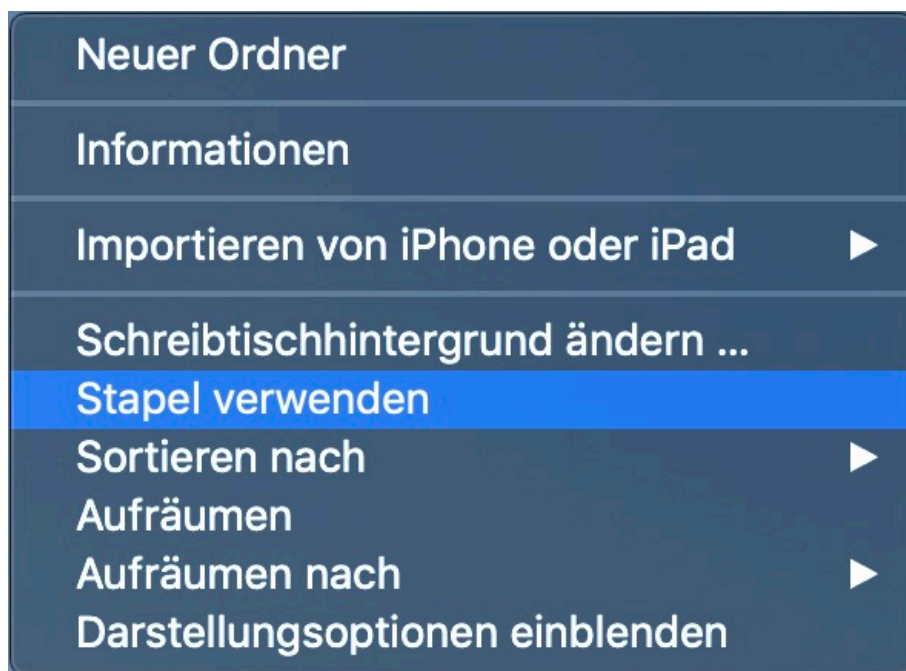 Neuer Ordner
Informationen
Importieren von iPhone oder iPad
Schreibtischhintergrund ändern ...
Stapel verwenden
Sortieren nach
Aufräumen
Aufräumen nach
Darstellungsoptionen einblenden